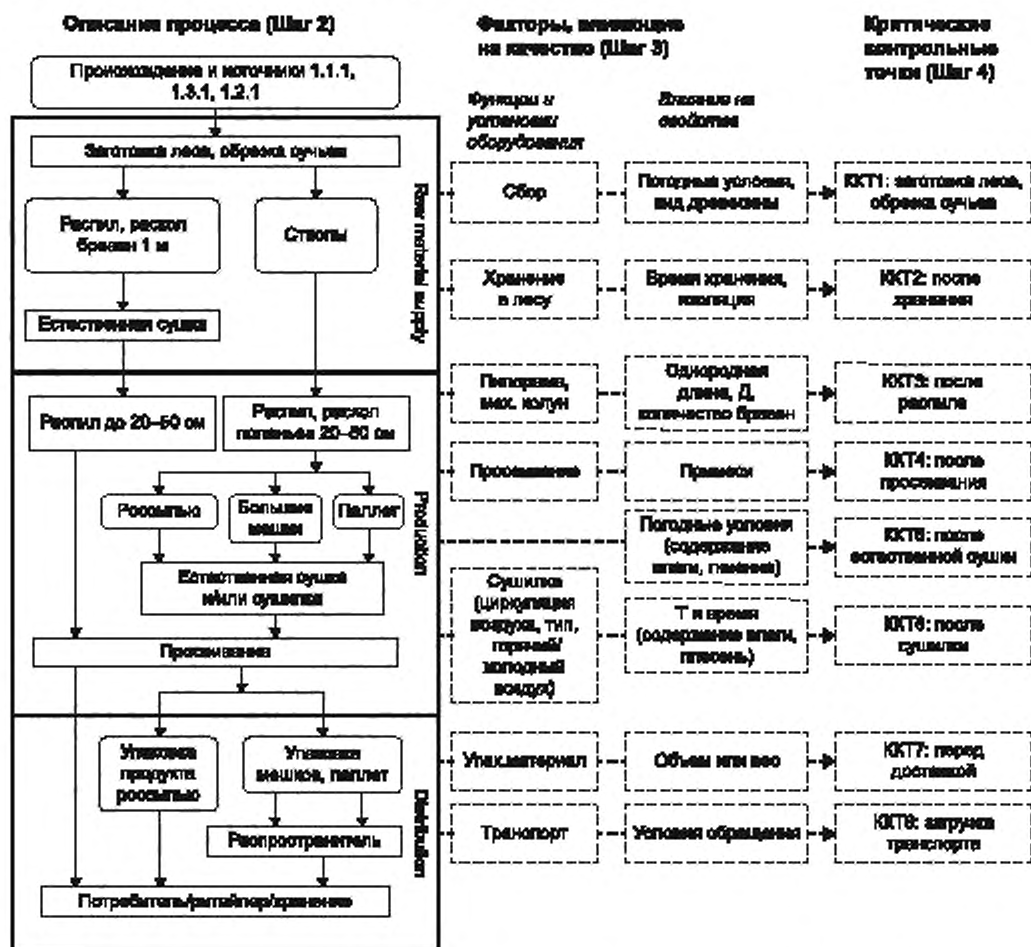 Описания процесса (Шаг 2)
Факторы, влияющие
на качество (Шаг 3)
Критические
контрольные
точки (Шаг 4)
Происхождение и источники 1.1.1,
1.3.1, 1.2.1
Функции и
установки
оборудования
Влияние на
свойства
Заготовка леса, обрезка сучьев
Распил, раскол
бревен 1 м
Стволы
Естественная сушка
Raw material supply
Сбор
Погодные условия,
вид древесины
ККТ1: заготовка леса,
обрезка сучьев
Хранение
в лесу
Время хранения,
изоляция
ККТ2: после
хранения
Распил до 20–50 см
Распил, раскол
поленьев 20–50 см
Россыпью
Большие
мешки
Паллет
Естественная сушка
и/или сушилка
Просеивание
Production
Пилорама,
мех. колун
Однородная
длина, Д,
количество бревен
ККТ3: после
распила
Просеивание
Примеси
ККТ4: после
просеивания
Погодные условия
(содержание
влаги, гниение)
ККТ5: после
естественной сушки
Сушилка
(циркуляция
воздуха, тип,
горячий/
холодный
воздух)
Т и время
(содержание влаги,
плесень)
ККТ6: после
сушилки
Упаковка
продукта
россыпью
Упаковка
мешков, паллет
Распространитель
Потребитель/ритейлер/хранение
Distribution
Упак.материал
Объем или вес
ККТ7: перед
доставкой
Транспорт
Условия обращения
ККТ8: загрузка
транспорта